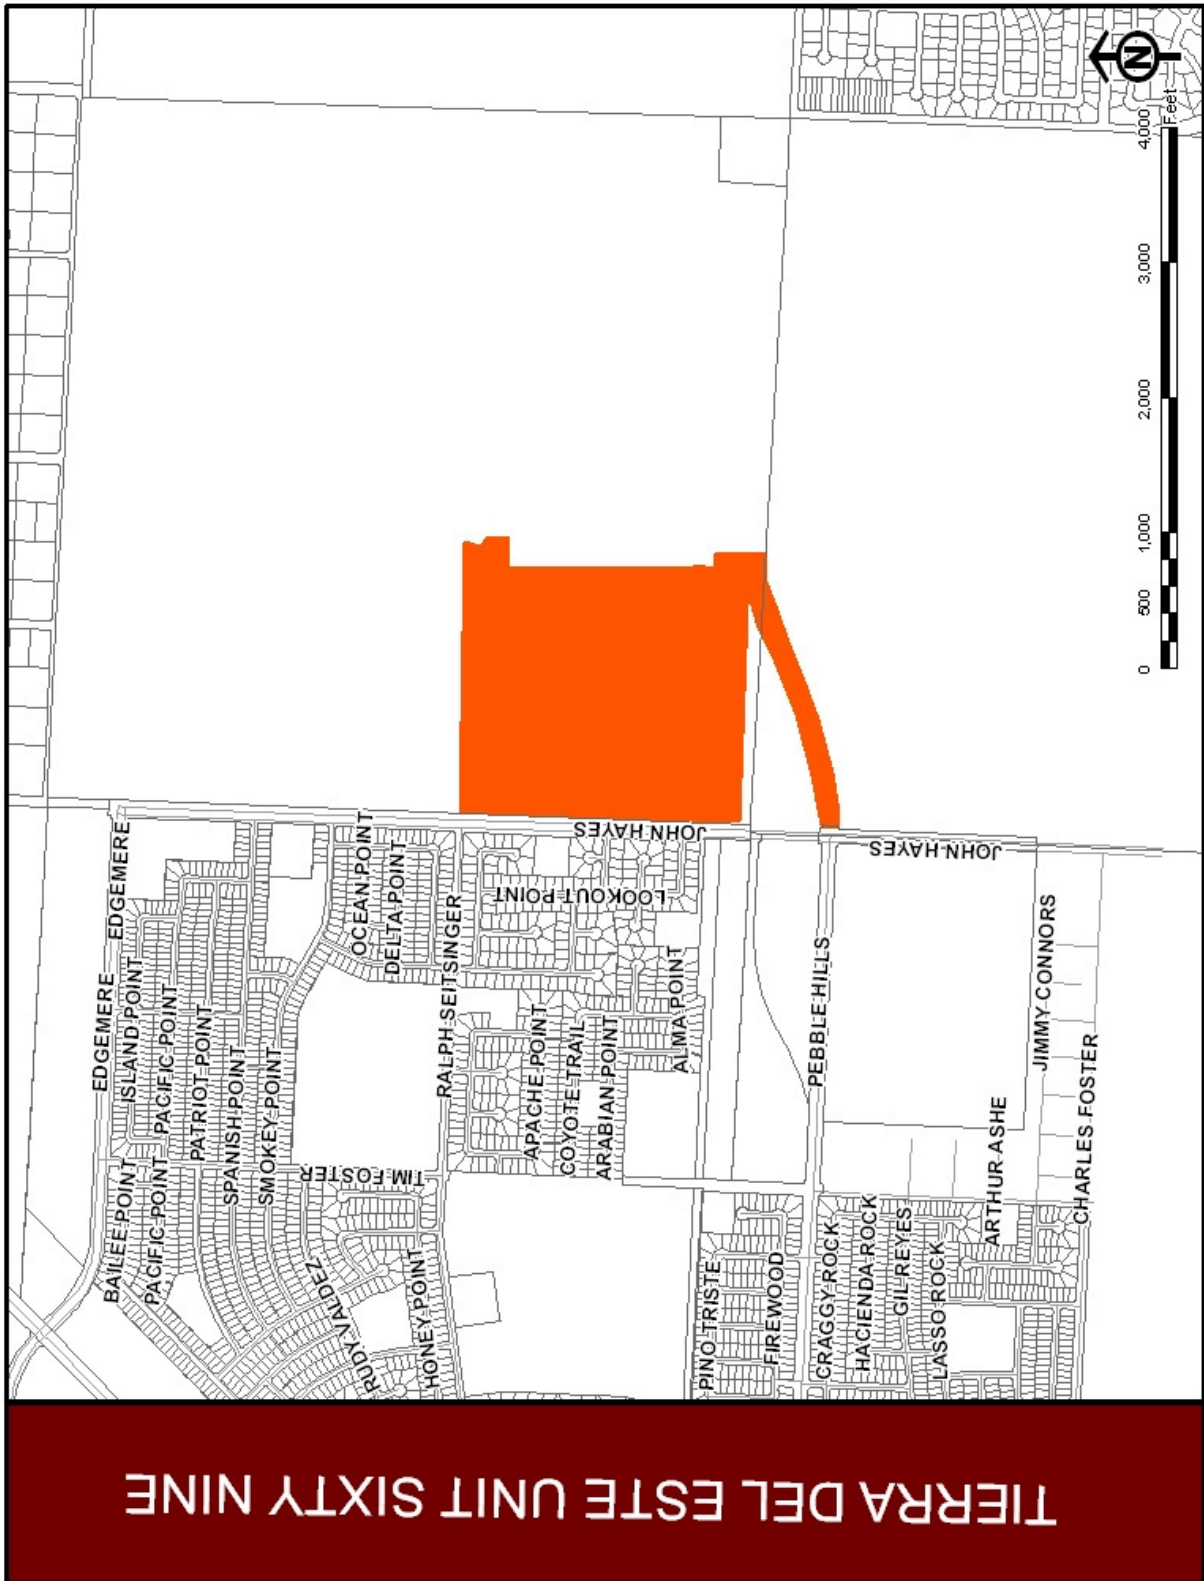 TIERRA DEL ESTE UNIT SIXTY NINE
EDGEMERE
EDGEMERE
BAILEE POINT
ISLAND POINT
PACIFIC POINT
PACIFIC POINT
PATRIOT POINT
SPANISH POINT
SMOKEY POINT
TIM FOSTER
OCEAN POINT
DELTA POINT
RUDY VALDEZ
HONEY POINT
RALPH SEITSINGER
LOOKOUT POINT
JOHN HAYES
APACHE POINT
COYOTE TRAIL
ARABIAN POINT
ALMA POINT
PINO TRISTE
FIREWOOD
PEBBLE HILLS
CRAGGY ROCK
HACIENDA ROCK
GIL REYES
LASSO ROCK
JOHN HAYES
ARTHUR ASHE
JIMMY CONNORS
CHARLES FOSTER
0 500 1,000 2,000 3,000 4,000
Feet
N